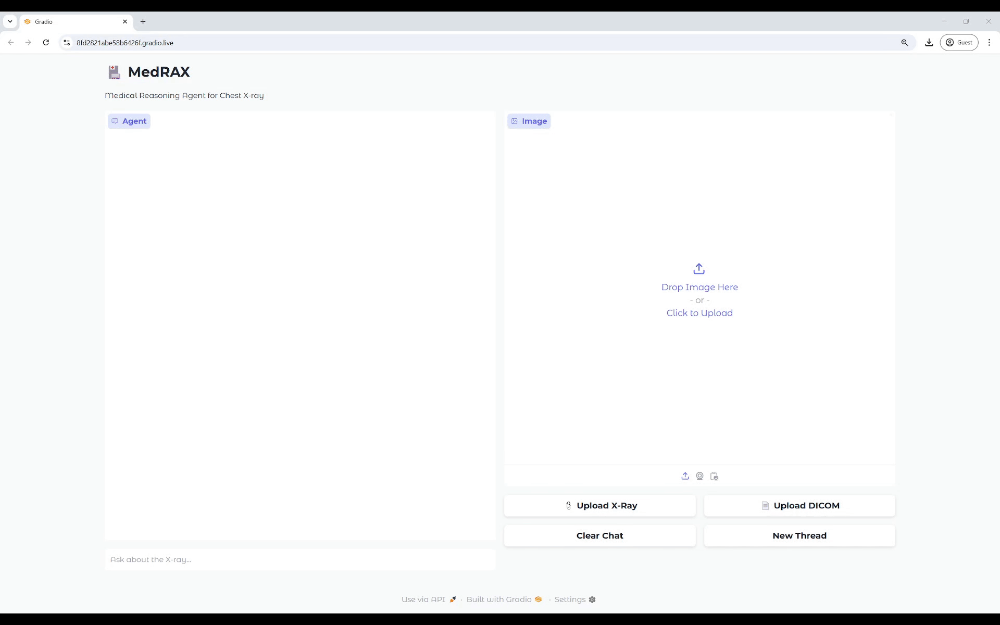 Gradio
8fd2821abe58b6426f.gradio.live
Guest
MedRAX
Medical Reasoning Agent for Chest X-ray
Agent
Image
Drop Image Here
- or -
Click to Upload
Upload X-Ray
Upload DICOM
Clear Chat
New Thread
Ask about the X-ray...
Use via API · Built with Gradio · Settings